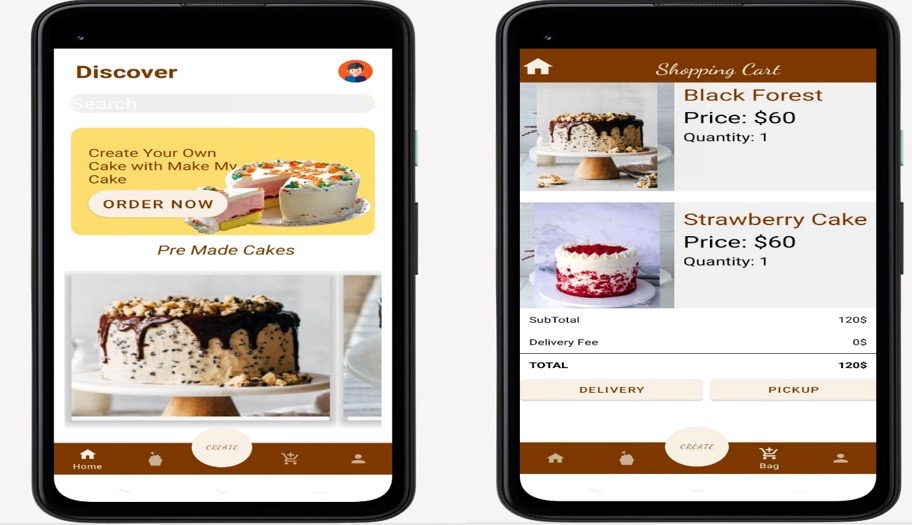 Discover
Search
Create Your Own
Cake with Make My
Cake
ORDER NOW
Pre Made Cakes
CREATE
Home
Shopping Cart
Black Forest
Price: $60
Quantity: 1
Strawberry Cake
Price: $60
Quantity: 1
SubTotal 120$
Delivery Fee 0$
TOTAL 120$
DELIVERY PICKUP
CREATE
Bag